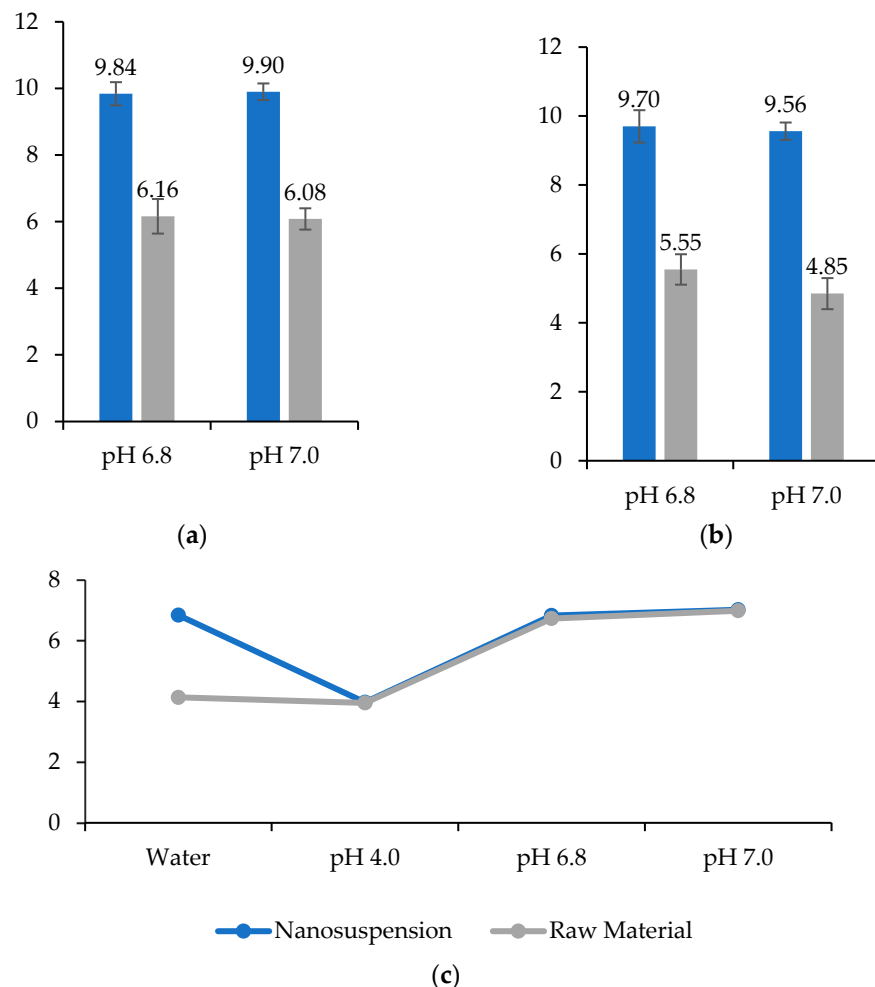 12
10
8
6
4
2
0
9.84
9.90
6.16
6.08
pH 6.8
pH 7.0
(a)
12
10
8
6
4
2
0
9.70
9.56
5.55
4.85
pH 6.8
pH 7.0
(b)
8
6
4
2
0
Water
pH 4.0
pH 6.8
pH 7.0
Nanosuspension
Raw Material
(c)